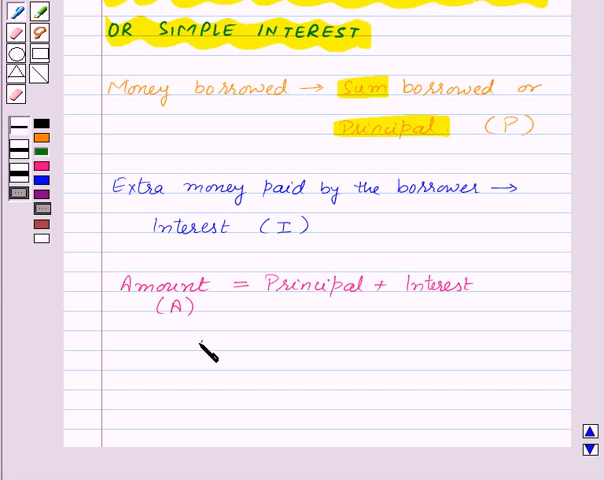 OR SIMPLE INTEREST
Money borrowed → Sum borrowed or
Principal. (P)
Extra money paid by the borrower →
Interest (I)
Amount = Principal + Interest
(A)